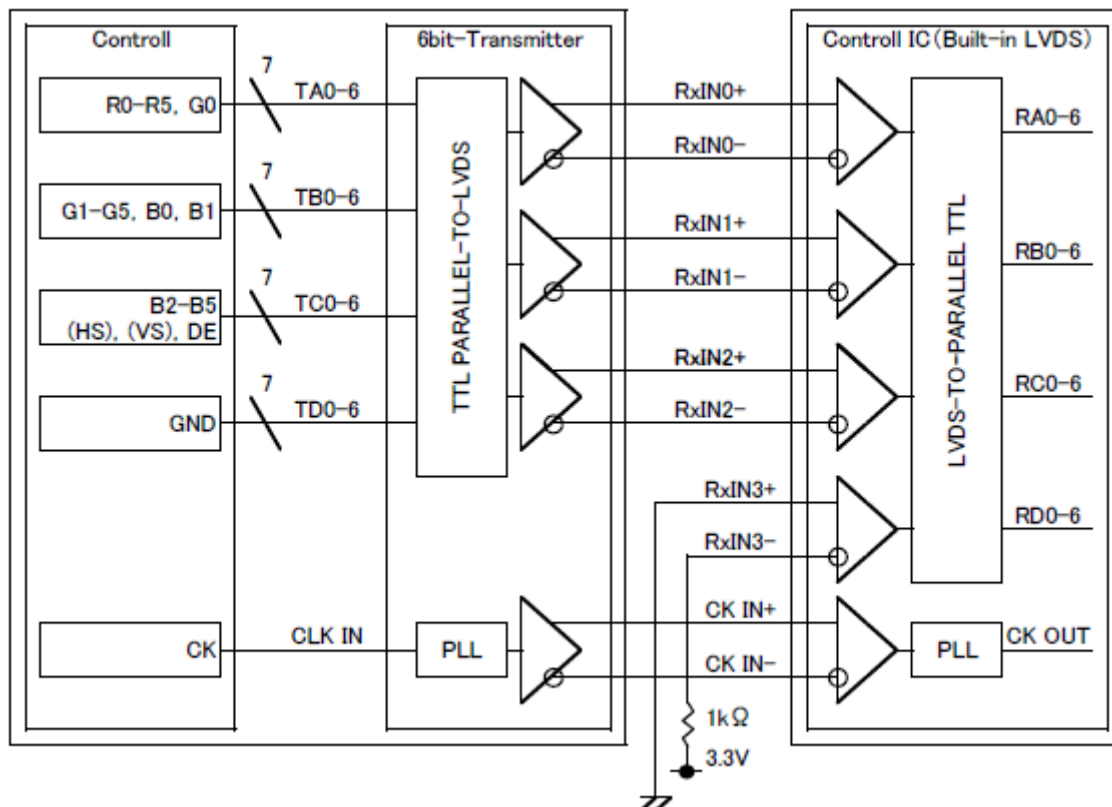 Controll
6bit-Transmitter
Controll IC(Built-in LVDS)
R0-R5, G0
7
TA0-6
RxIN0+
RxIN0-
RA0-6
G1-G5, B0, B1
7
TB0-6
RxIN1+
RxIN1-
RB0-6
B2-B5
(HS), (VS), DE
7
TC0-6
RxIN2+
RxIN2-
RC0-6
GND
7
TD0-6
RxIN3+
RxIN3-
RD0-6
TTL PARALLEL-TO-LVDS
LVDS-TO-PARALLEL TTL
CK
CLK IN
PLL
CK IN+
CK IN-
PLL
CK OUT
1kΩ
3.3V